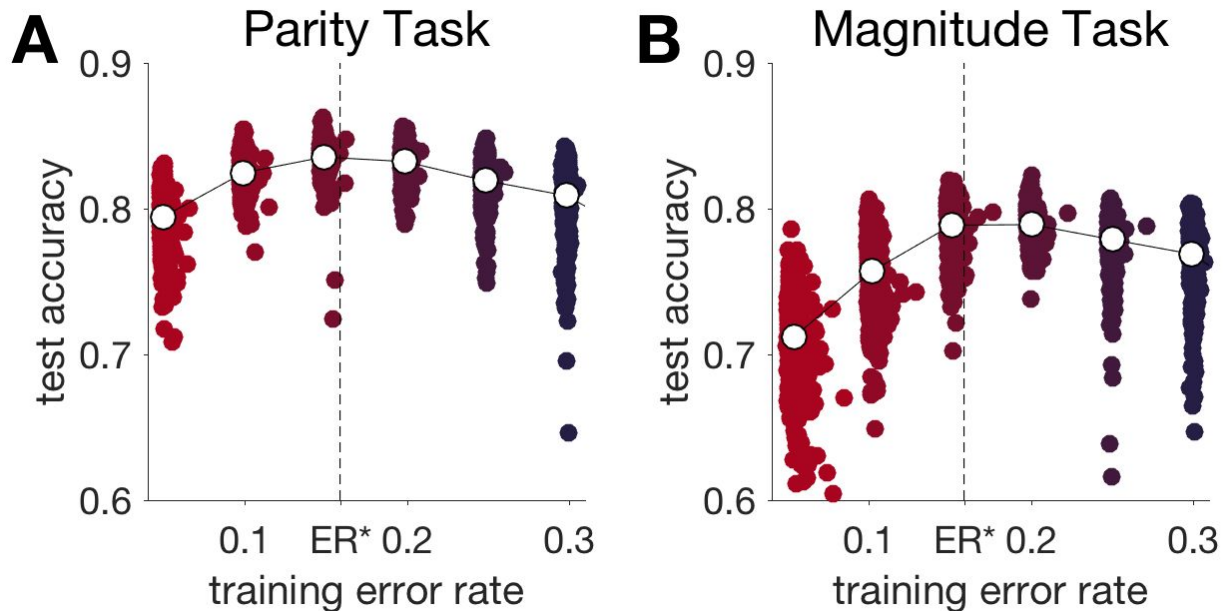 A
Parity Task
0.9
0.8
0.7
0.6
test accuracy
0.1 ER* 0.2 0.3
training error rate
B
Magnitude Task
0.9
0.8
0.7
0.6
test accuracy
0.1 ER* 0.2 0.3
training error rate